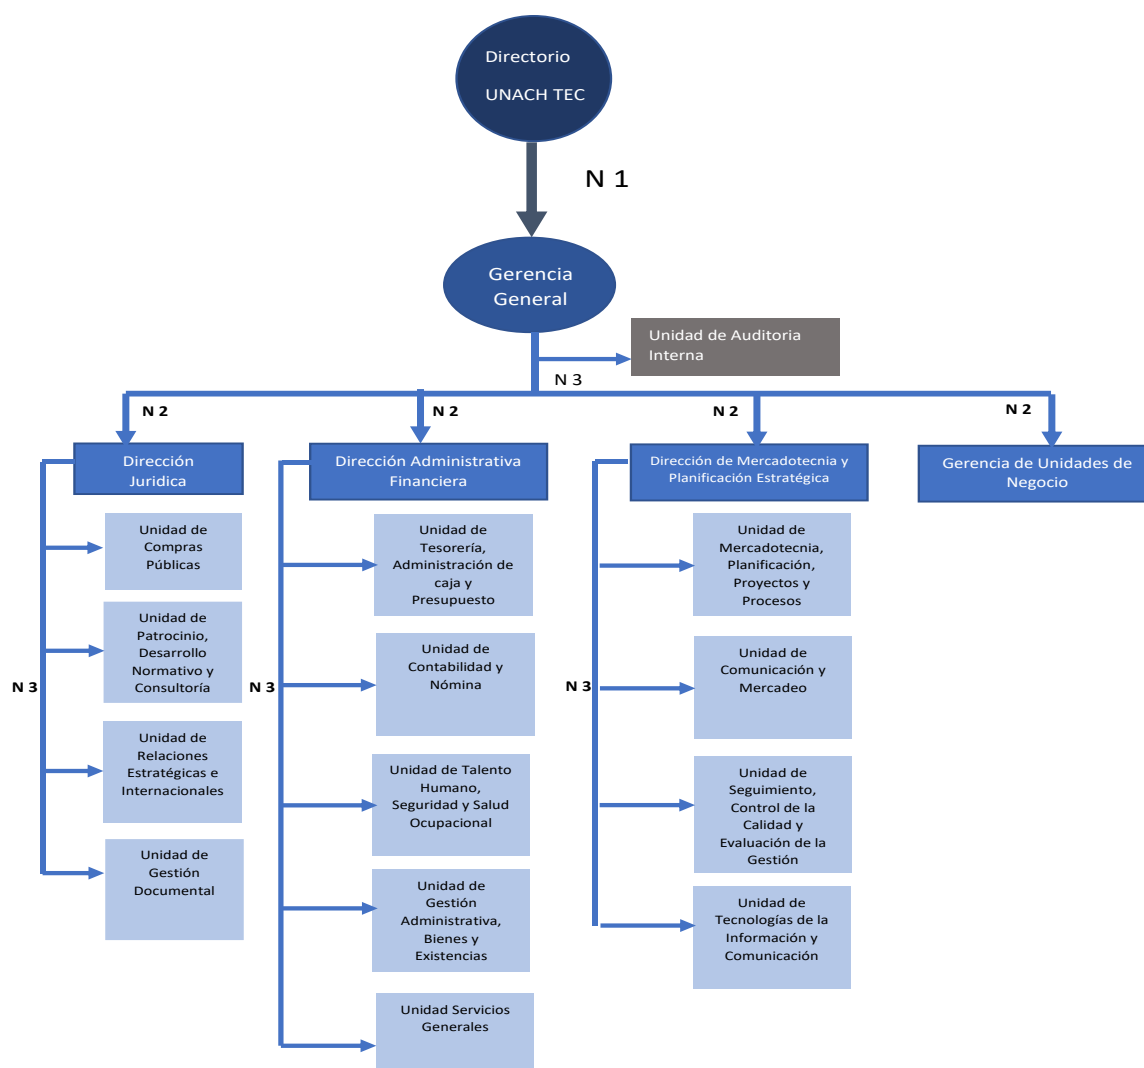 Directorio
UNACH TEC
N 1
Gerencia
General
Unidad de Auditoria
Interna
N 3
N 2
N 2
N 2
N 2
Dirección
Juridica
Dirección Administrativa
Financiera
Dirección de Mercadotecnia y
Planificación Estratégica
Gerencia de Unidades de
Negocio
Unidad de
Compras
Públicas
Unidad de
Patrocinio,
Desarrollo
Normativo y
Consultoría
N 3
Unidad de
Relaciones
Estratégicas e
Internacionales
Unidad de
Gestión
Documental
Unidad de
Tesorería,
Administración de
caja y
Presupuesto
Unidad de
Contabilidad y
Nómina
N 3
Unidad de Talento
Humano,
Seguridad y Salud
Ocupacional
Unidad de
Gestión
Administrativa,
Bienes y
Existencias
Unidad Servicios
Generales
Unidad de
Mercadotecnia,
Planificación,
Proyectos y
Procesos
Unidad de
Comunicación y
Mercadeo
N 3
Unidad de
Seguimiento,
Control de la
Calidad y
Evaluación de la
Gestión
Unidad de
Tecnologías de la
Información y
Comunicación